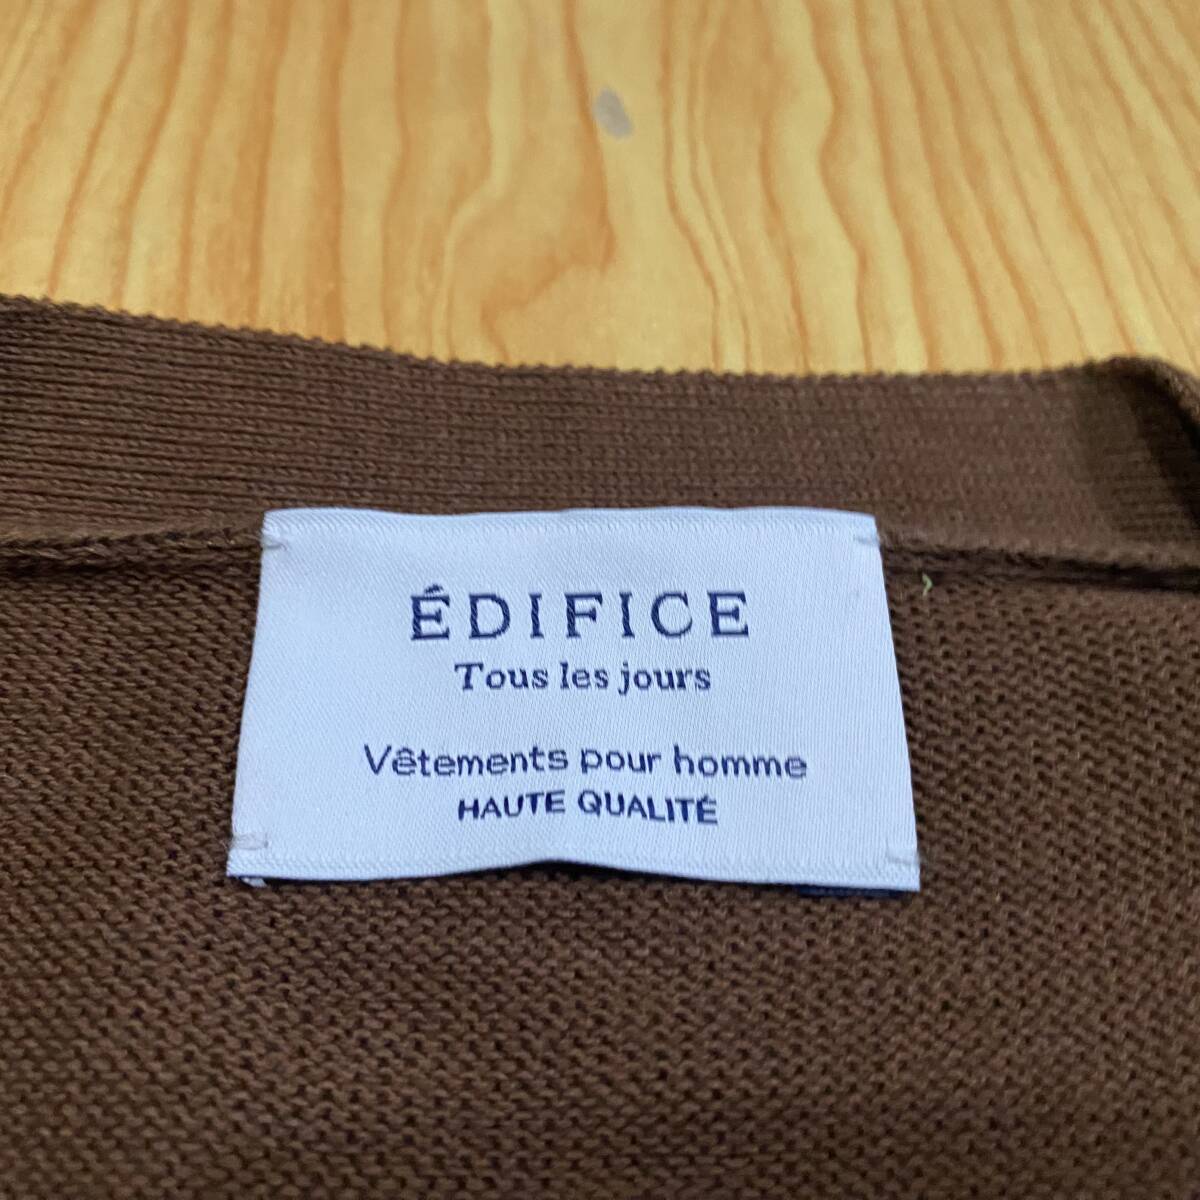 ÉDIFICE
Tous les jours
Vêtements pour homme
HAUTE QUALITÉ